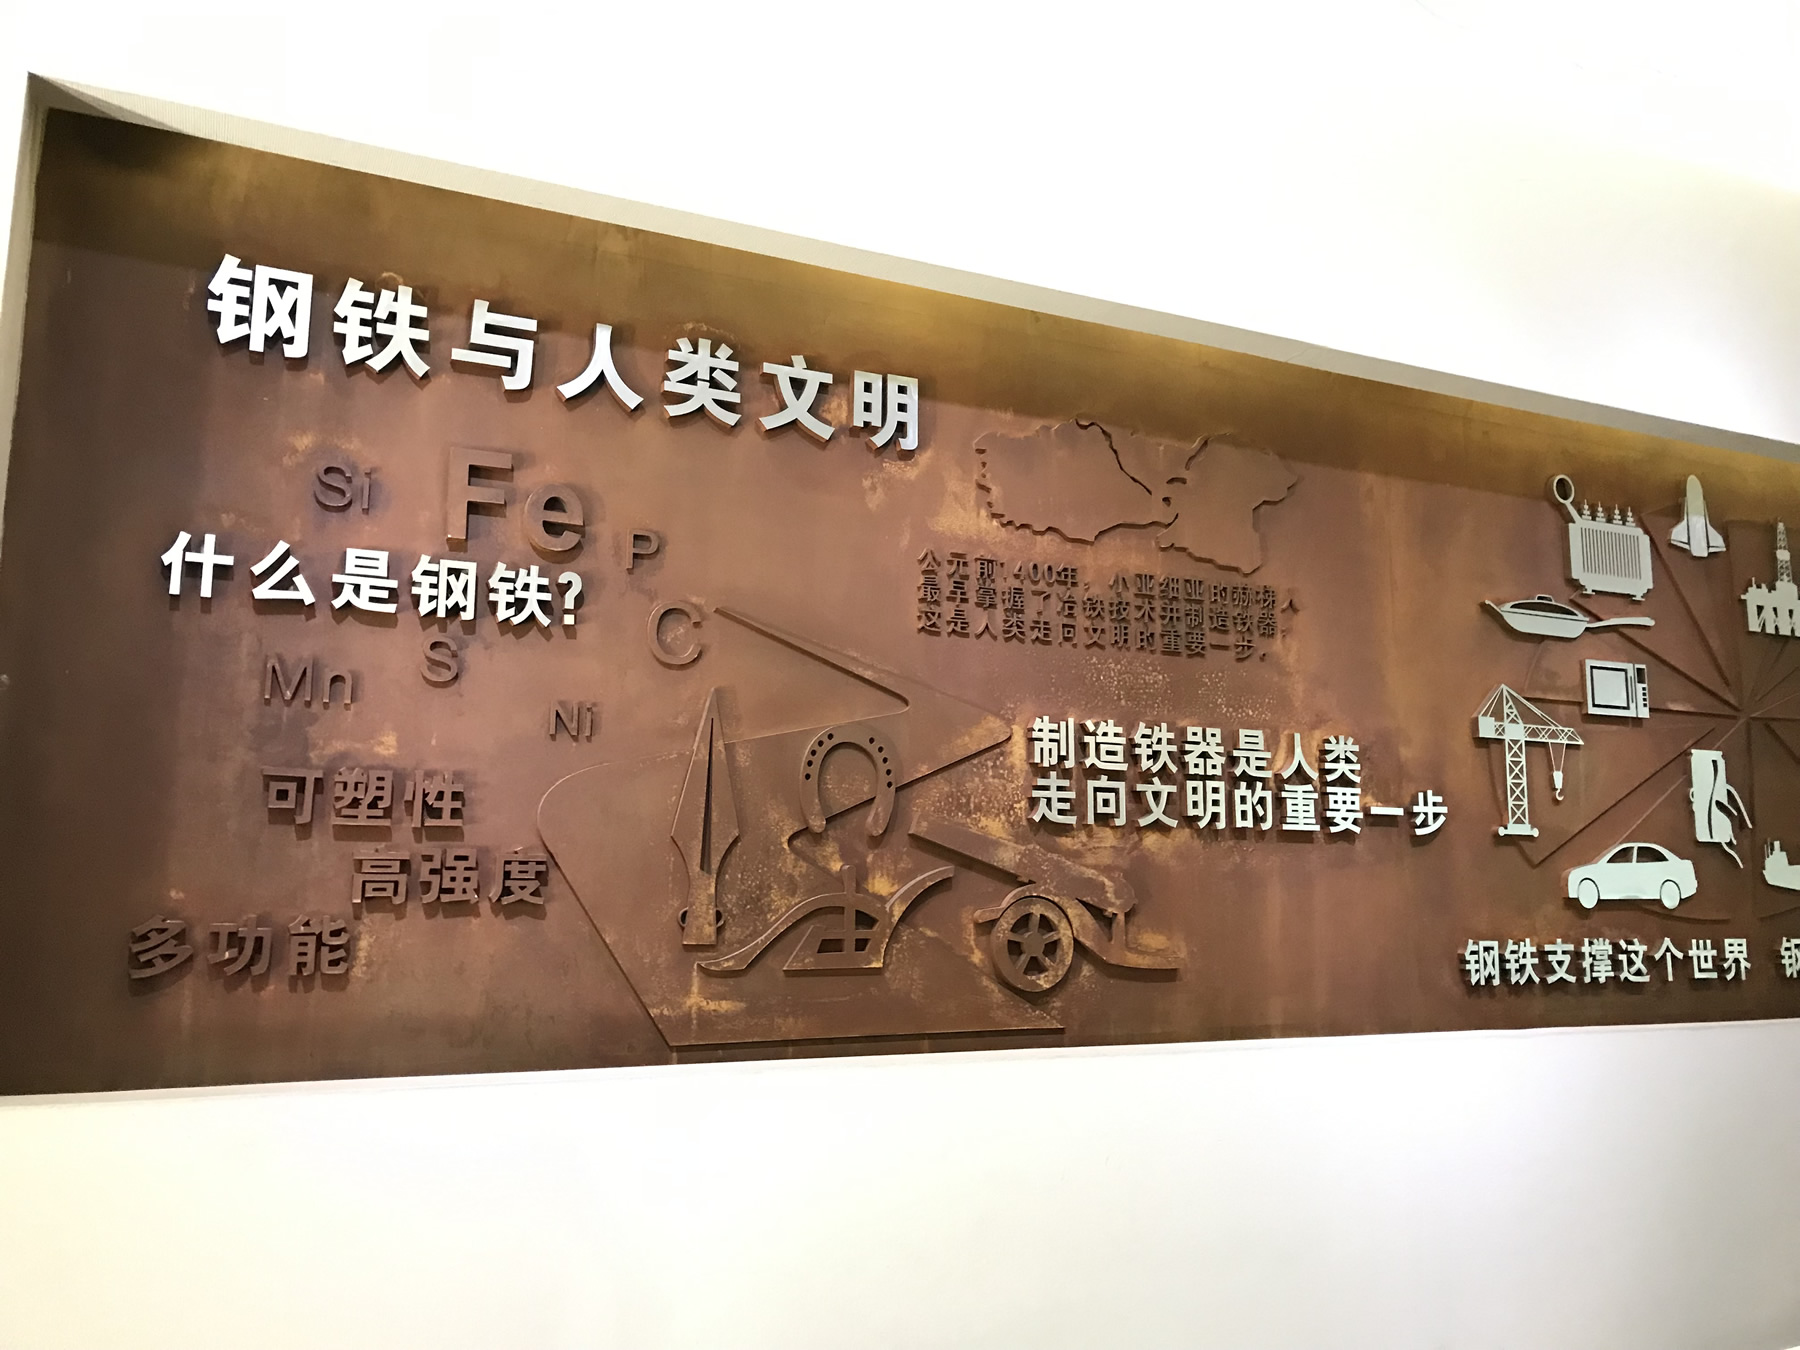 钢铁与人类文明
Si
Fe
P
什么是钢铁?
C
S
Mn
Ni
可塑性
高强度
多功能
公元前1400年，小亚细亚的赫梯人
最早掌握了冶铁技术并制造铁器，
这是人类走向文明的重要一步。
制造铁器是人类
走向文明的重要一步
钢铁支撑这个世界
钢